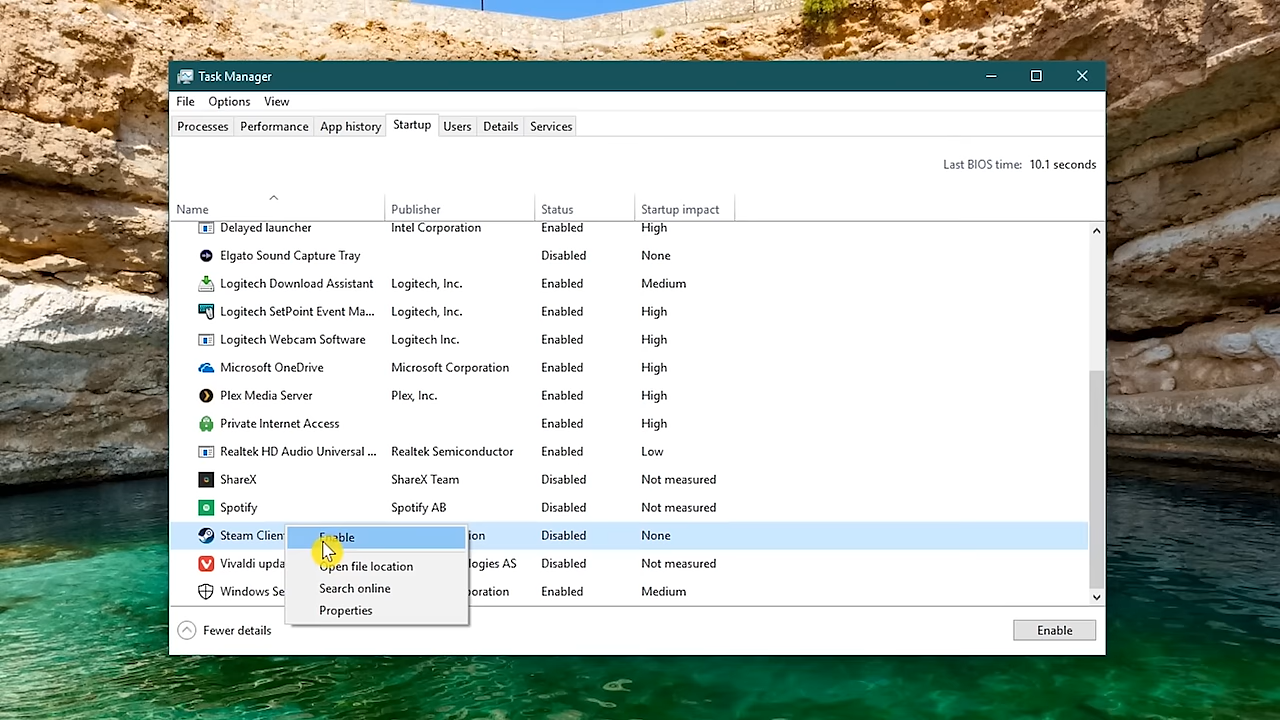 Task Manager
File Options View
Processes Performance App history Startup Users Details Services
Last BIOS time: 10.1 seconds
Name Publisher Status Startup impact
Delayed launcher Intel Corporation Enabled High
Elgato Sound Capture Tray Disabled None
Logitech Download Assistant Logitech, Inc. Enabled Medium
Logitech SetPoint Event Ma... Logitech, Inc. Enabled High
Logitech Webcam Software Logitech Inc. Enabled High
Microsoft OneDrive Microsoft Corporation Enabled High
Plex Media Server Plex, Inc. Enabled High
Private Internet Access Enabled High
Realtek HD Audio Universal ... Realtek Semiconductor Enabled Low
ShareX ShareX Team Disabled Not measured
Spotify Spotify AB Disabled Not measured
Steam Clien ion Disabled None
Enable
Vivaldi upda logies AS Disabled Not measured
Open file location
Windows Se oration Enabled Medium
Search online
Properties
Fewer details Enable